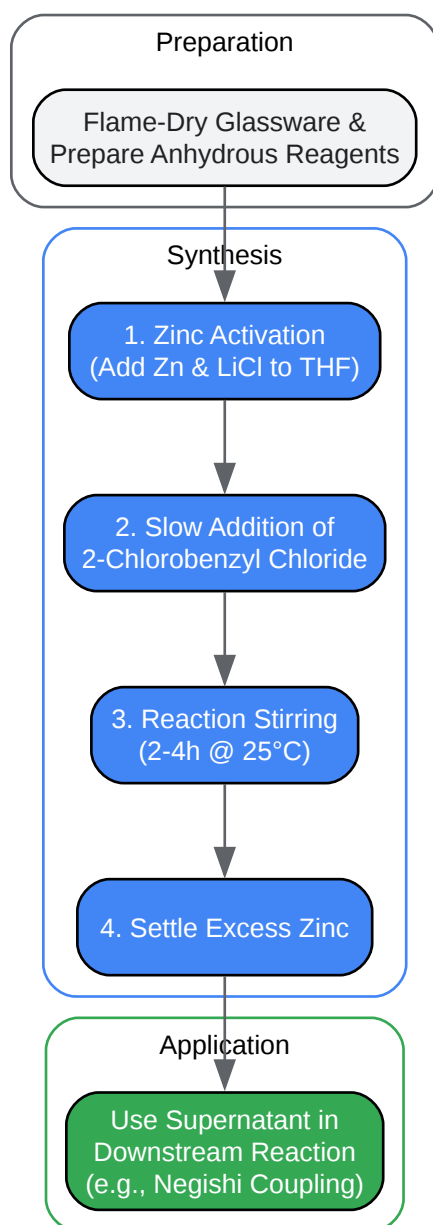 Preparation
Flame-Dry Glassware &
Prepare Anhydrous Reagents
Synthesis
1. Zinc Activation
(Add Zn & LiCl to THF)
2. Slow Addition of
2-Chlorobenzyl Chloride
3. Reaction Stirring
(2-4h @ 25°C)
4. Settle Excess Zinc
Application
Use Supernatant in
Downstream Reaction
(e.g., Negishi Coupling)